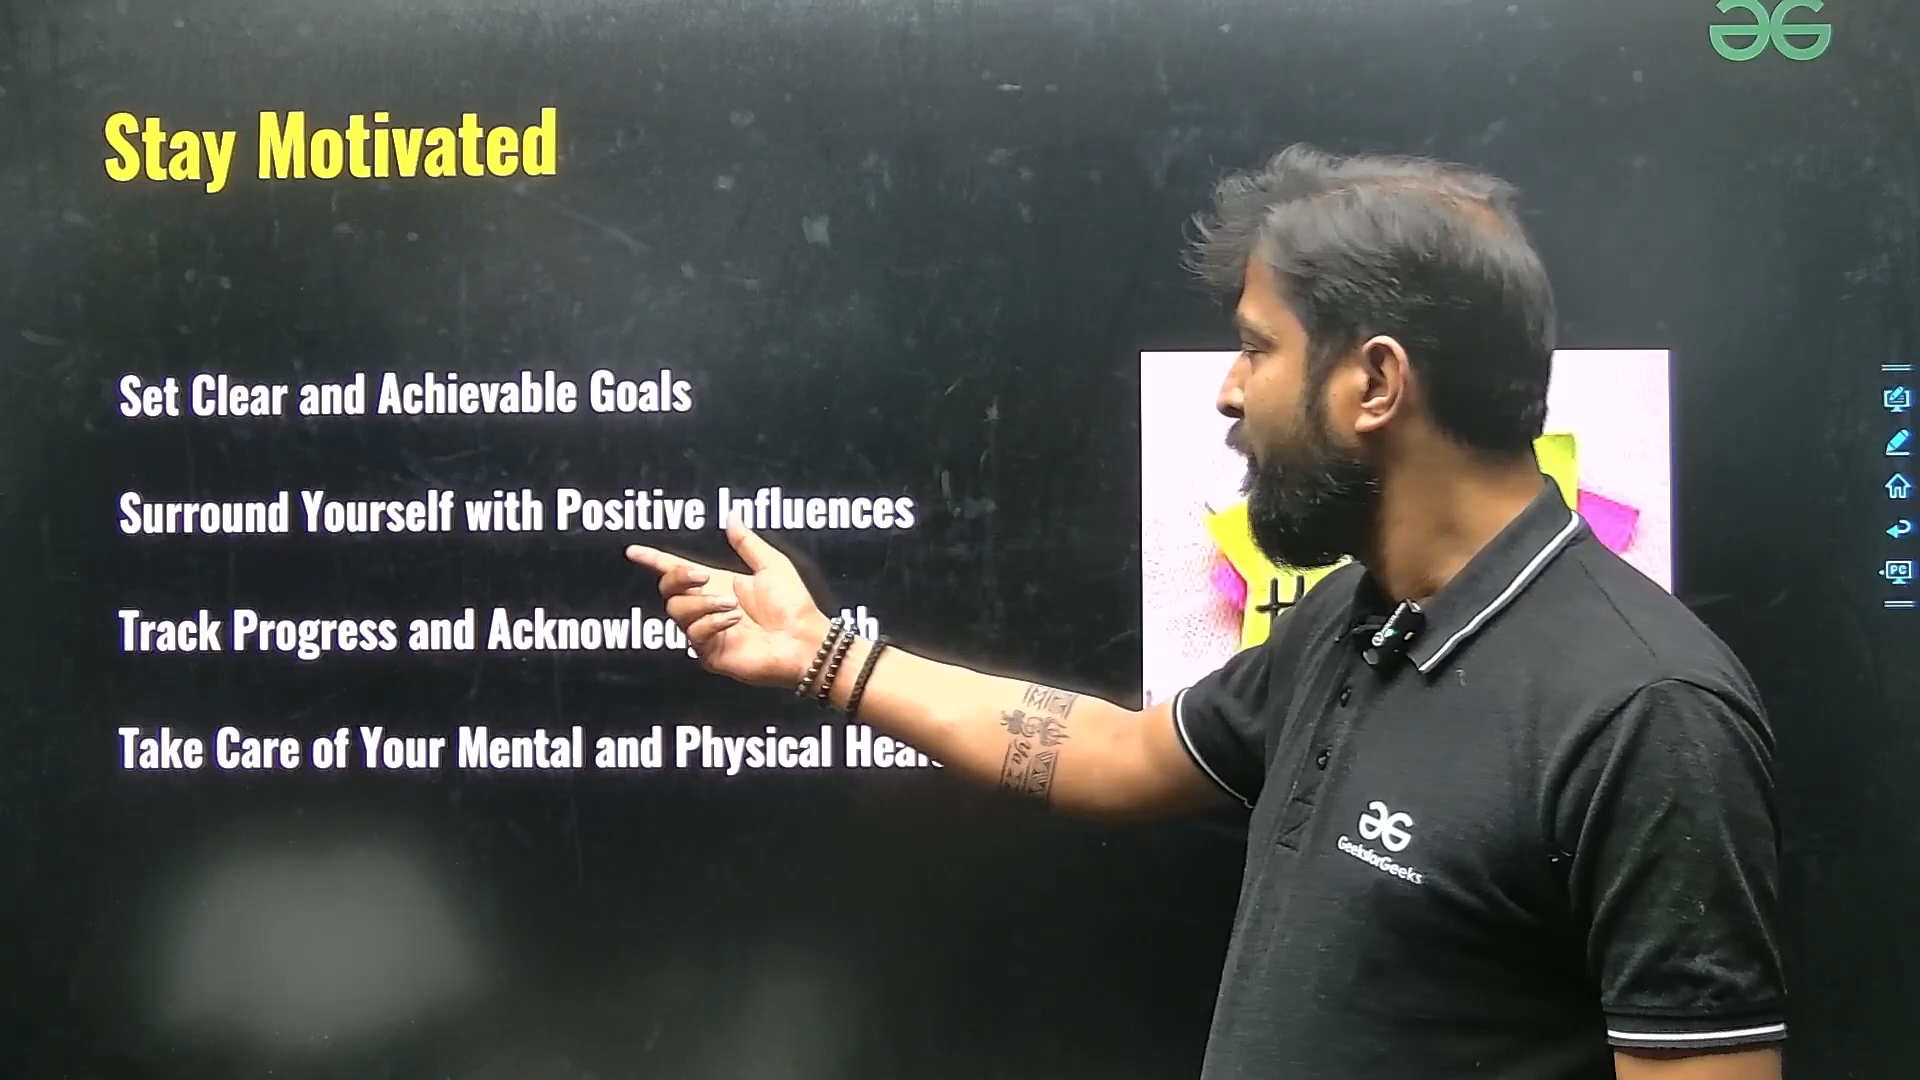 Stay Motivated
Set Clear and Achievable Goals
Surround Yourself with Positive Influences
Track Progress and
Take Care of Your Mental and Physical
GeeksforGeeks
PC